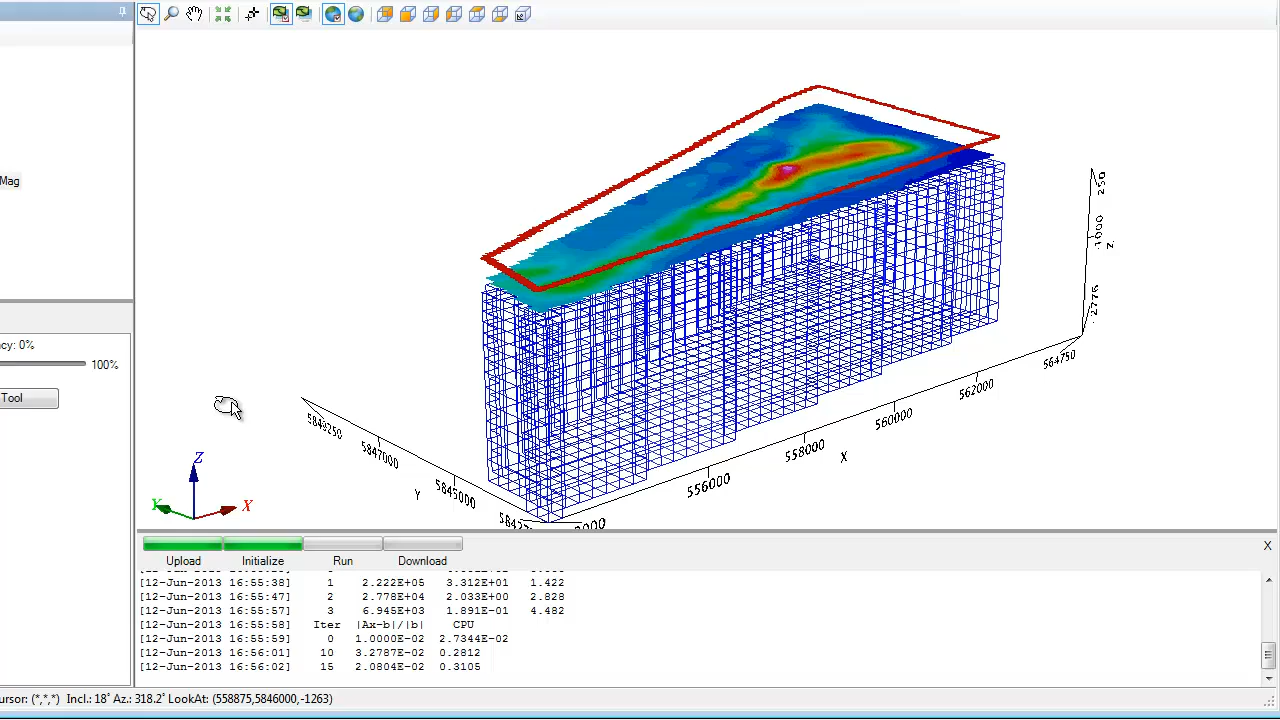 Mag
cy: 0%
100%
Tool
250
-1000
Z
-2776
564750
562000
560000
558000
X
556000
5849250
5847000
5845000
Y
Z
Y
X
X
Upload Initialize Run Download
[12-Jun-2013 16:55:38] 1 2.222E+05 3.312E+01 1.422
[12-Jun-2013 16:55:47] 2 2.778E+04 2.033E+00 2.828
[12-Jun-2013 16:55:57] 3 6.945E+03 1.891E-01 4.482
[12-Jun-2013 16:55:58] Iter |Ax-b|/|b| CPU
[12-Jun-2013 16:55:59] 0 1.0000E-02 2.7344E-02
[12-Jun-2013 16:56:01] 10 3.2787E-02 0.2812
[12-Jun-2013 16:56:02] 15 2.0804E-02 0.3105
ursor: (*,*,*) Incl.: 18° Az.: 318.2° LookAt: (558875,5846000,-1263)